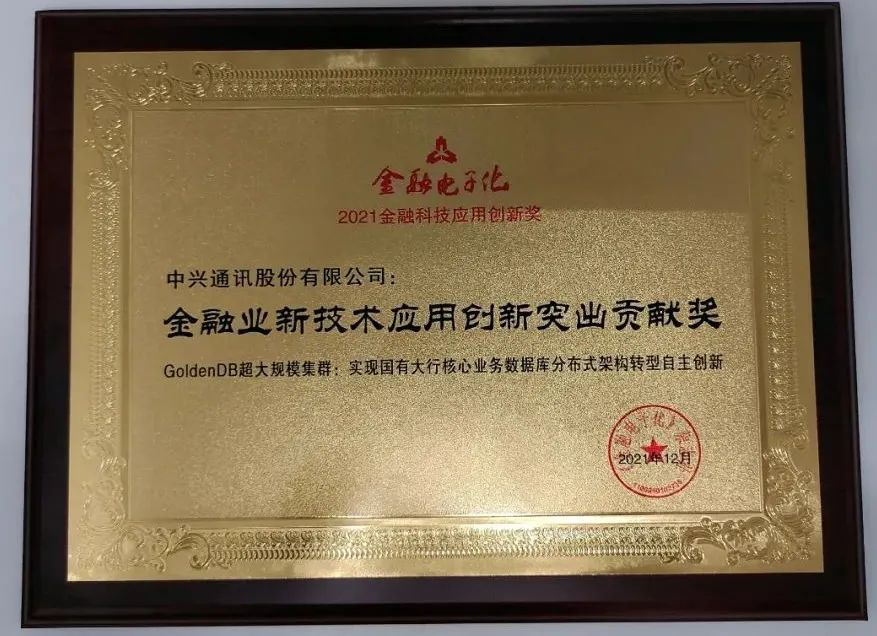 金融电子化
2021金融科技应用创新奖
中兴通讯股份有限公司：
金融业新技术应用创新突出贡献奖
GoldenDB超大规模集群：实现国有大行核心业务数据库分布式架构转型自主创新
2021年12月